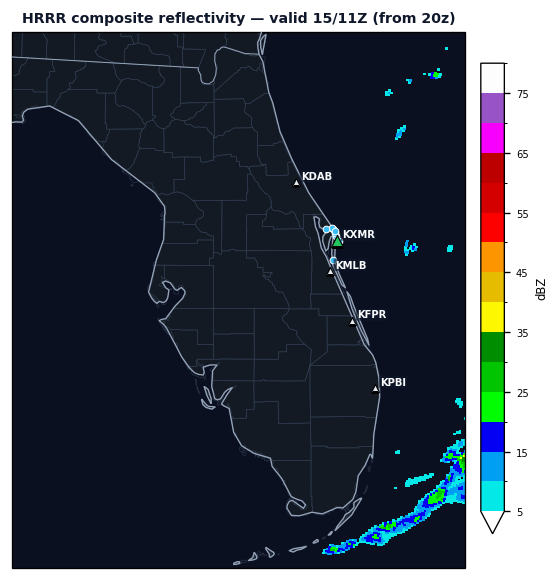 HRRR composite reflectivity — valid 15/11Z (from 20z)
KDAB
KXMR
KMLB
KFPR
KPBI
75
65
55
45
35
25
15
5
dBZ